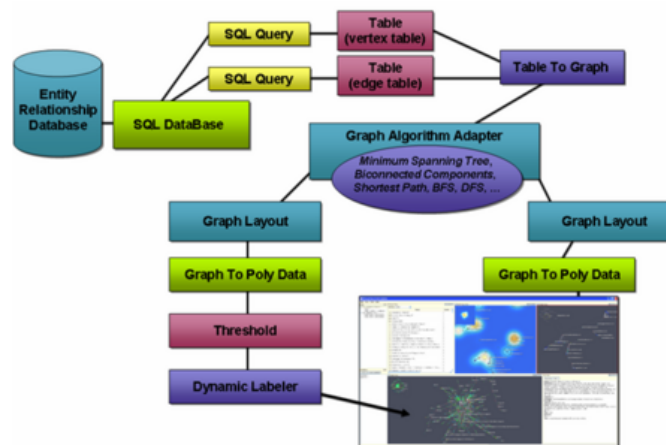 SQL Query
Table
(vertex table)
Entity
Relationship
Database
SQL Query
Table
(edge table)
Table To Graph
SQL DataBase
Graph Algorithm Adapter
Minimum Spanning Tree,
Biconnected Components,
Shortest Path, BFS, DFS, ...
Graph Layout
Graph Layout
Graph To Poly Data
Graph To Poly Data
Threshold
Dynamic Labeler